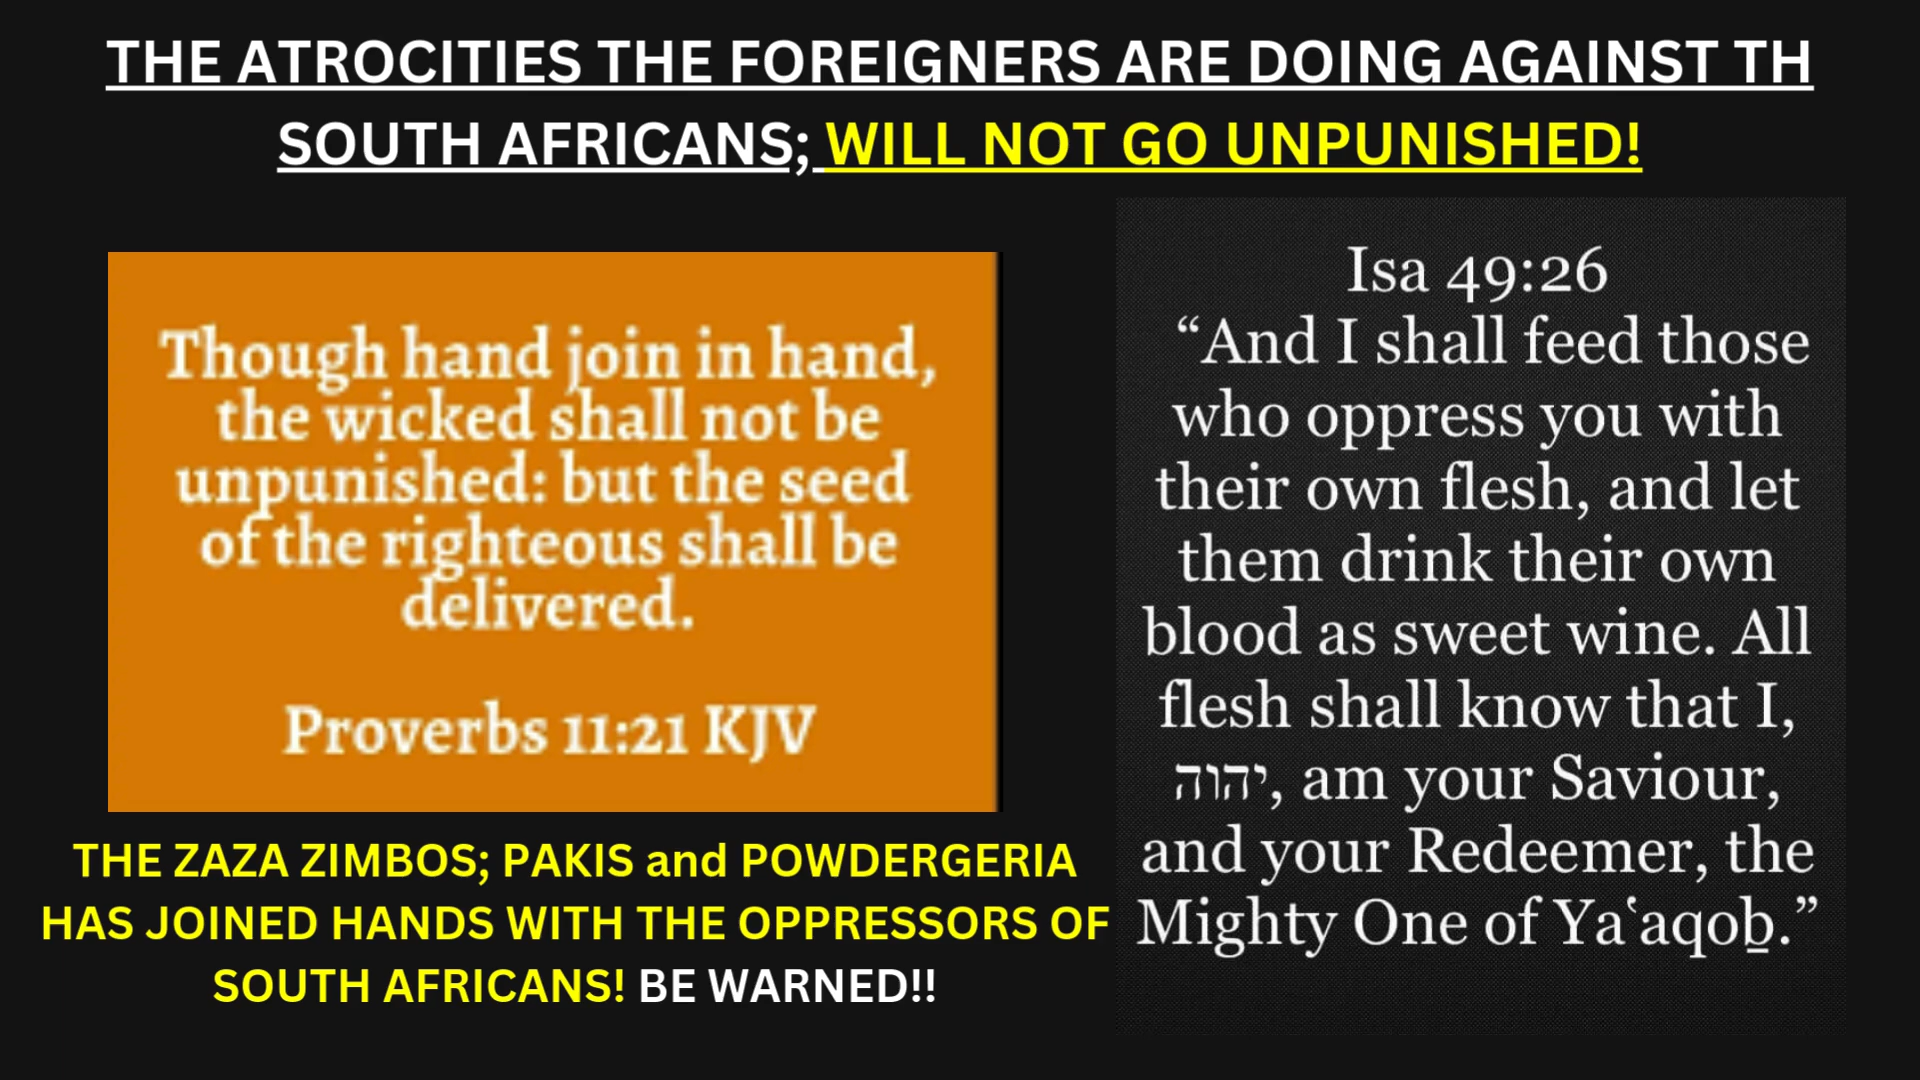 THE ATROCITIES THE FOREIGNERS ARE DOING AGAINST TH
SOUTH AFRICANS; WILL NOT GO UNPUNISHED!
Though hand join in hand,
the wicked shall not be
unpunished: but the seed
of the righteous shall be
delivered.
Proverbs 11:21 KJV
THE ZAZA ZIMBOS; PAKIS and POWDERGERIA
HAS JOINED HANDS WITH THE OPPRESSORS OF
SOUTH AFRICANS! BE WARNED!!
Isa 49:26
“And I shall feed those
who oppress you with
their own flesh, and let
them drink their own
blood as sweet wine. All
flesh shall know that I,
יהוה, am your Saviour,
and your Redeemer, the
Mighty One of Yaʽaqoḇ.”